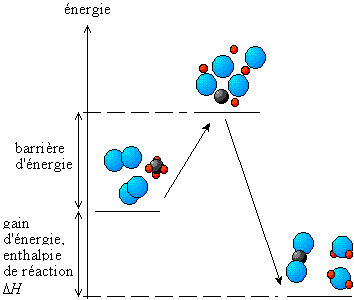 énergie
barrière
d'énergie
gain
d'énergie,
enthalpie
de réaction
ΔH